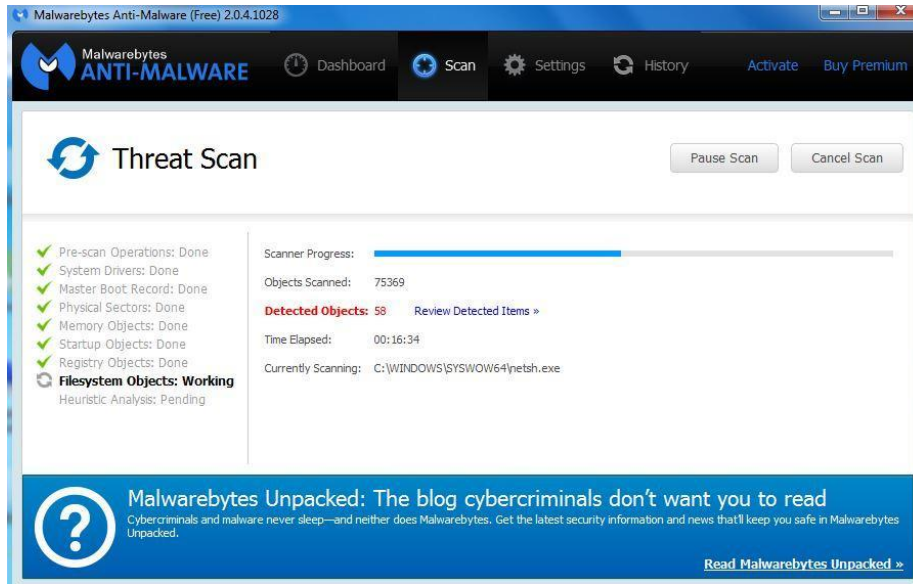 Malwarebytes Anti-Malware (Free) 2.0.4.1028
Malwarebytes
ANTI-MALWARE
Dashboard
Scan
Settings
History
Activate
Buy Premium
Threat Scan
Pause Scan
Cancel Scan
Pre-scan Operations: Done
System Drivers: Done
Master Boot Record: Done
Physical Sectors: Done
Memory Objects: Done
Startup Objects: Done
Registry Objects: Done
Filesystem Objects: Working
Heuristic Analysis: Pending
Scanner Progress:
Objects Scanned: 75369
Detected Objects: 58 Review Detected Items »
Time Elapsed: 00:16:34
Currently Scanning: C:\WINDOWS\SYSWOW64\netsh.exe
?
Malwarebytes Unpacked: The blog cybercriminals don't want you to read
Cybercriminals and malware never sleep—and neither does Malwarebytes. Get the latest security information and news that'll keep you safe in Malwarebytes
Unpacked.
Read Malwarebytes Unpacked »